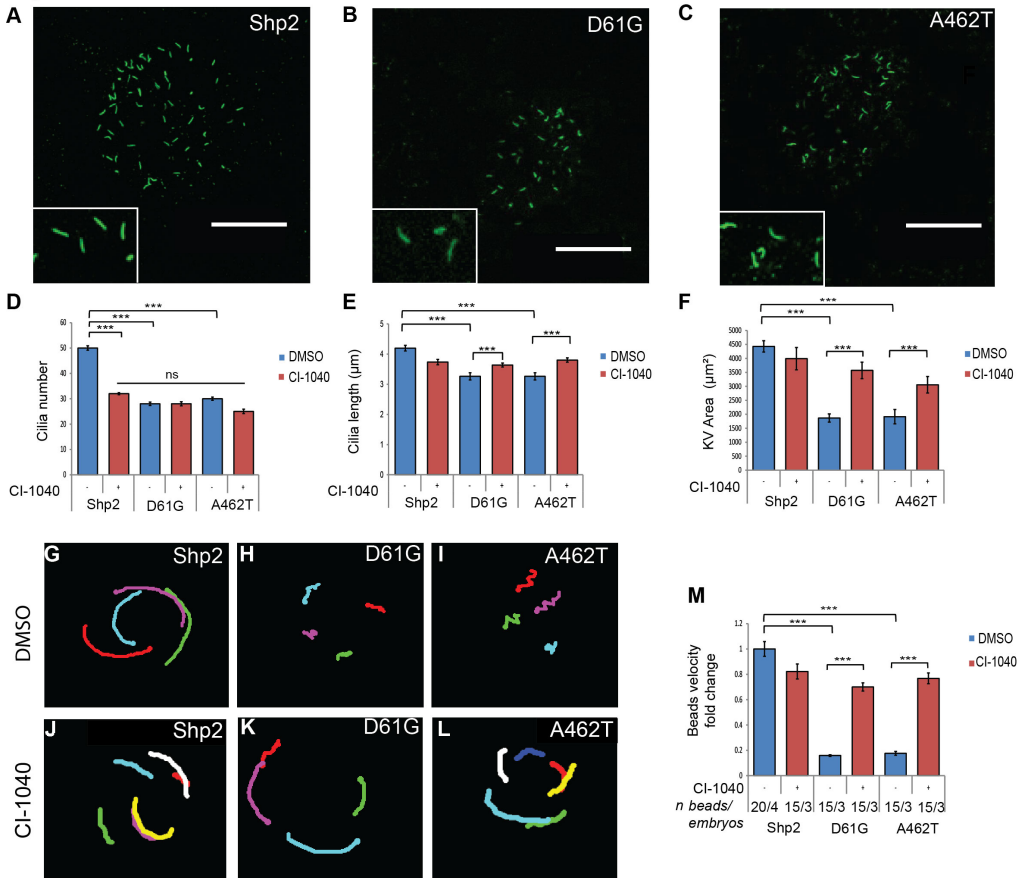 A Shp2
B D61G
C A462T
F
D
***
***
***
ns
60
50
40
30
20
10
0
Cilia number
DMSO
CI-1040
CI-1040 - + - + - +
Shp2 D61G A462T
E
***
***
*** ***
5
4
3
2
1
0
Cilia length (μm)
DMSO
CI-1040
CI-1040 - + - + - +
Shp2 D61G A462T
F
***
***
*** ***
5000
4500
4000
3500
3000
2500
2000
1500
1000
500
0
KV Area (μm²)
DMSO
CI-1040
CI-1040 - + - + - +
Shp2 D61G A462T
DMSO
G Shp2
H D61G
I A462T
CI-1040
J Shp2
K D61G
L A462T
M
***
***
*** ***
1.2
1
0.8
0.6
0.4
0.2
0
Beads velocity
fold change
DMSO
CI-1040
CI-1040 - + - + - +
n beads/ 20/4 15/3 15/3 15/3 15/3 15/3
embryos
Shp2 D61G A462T